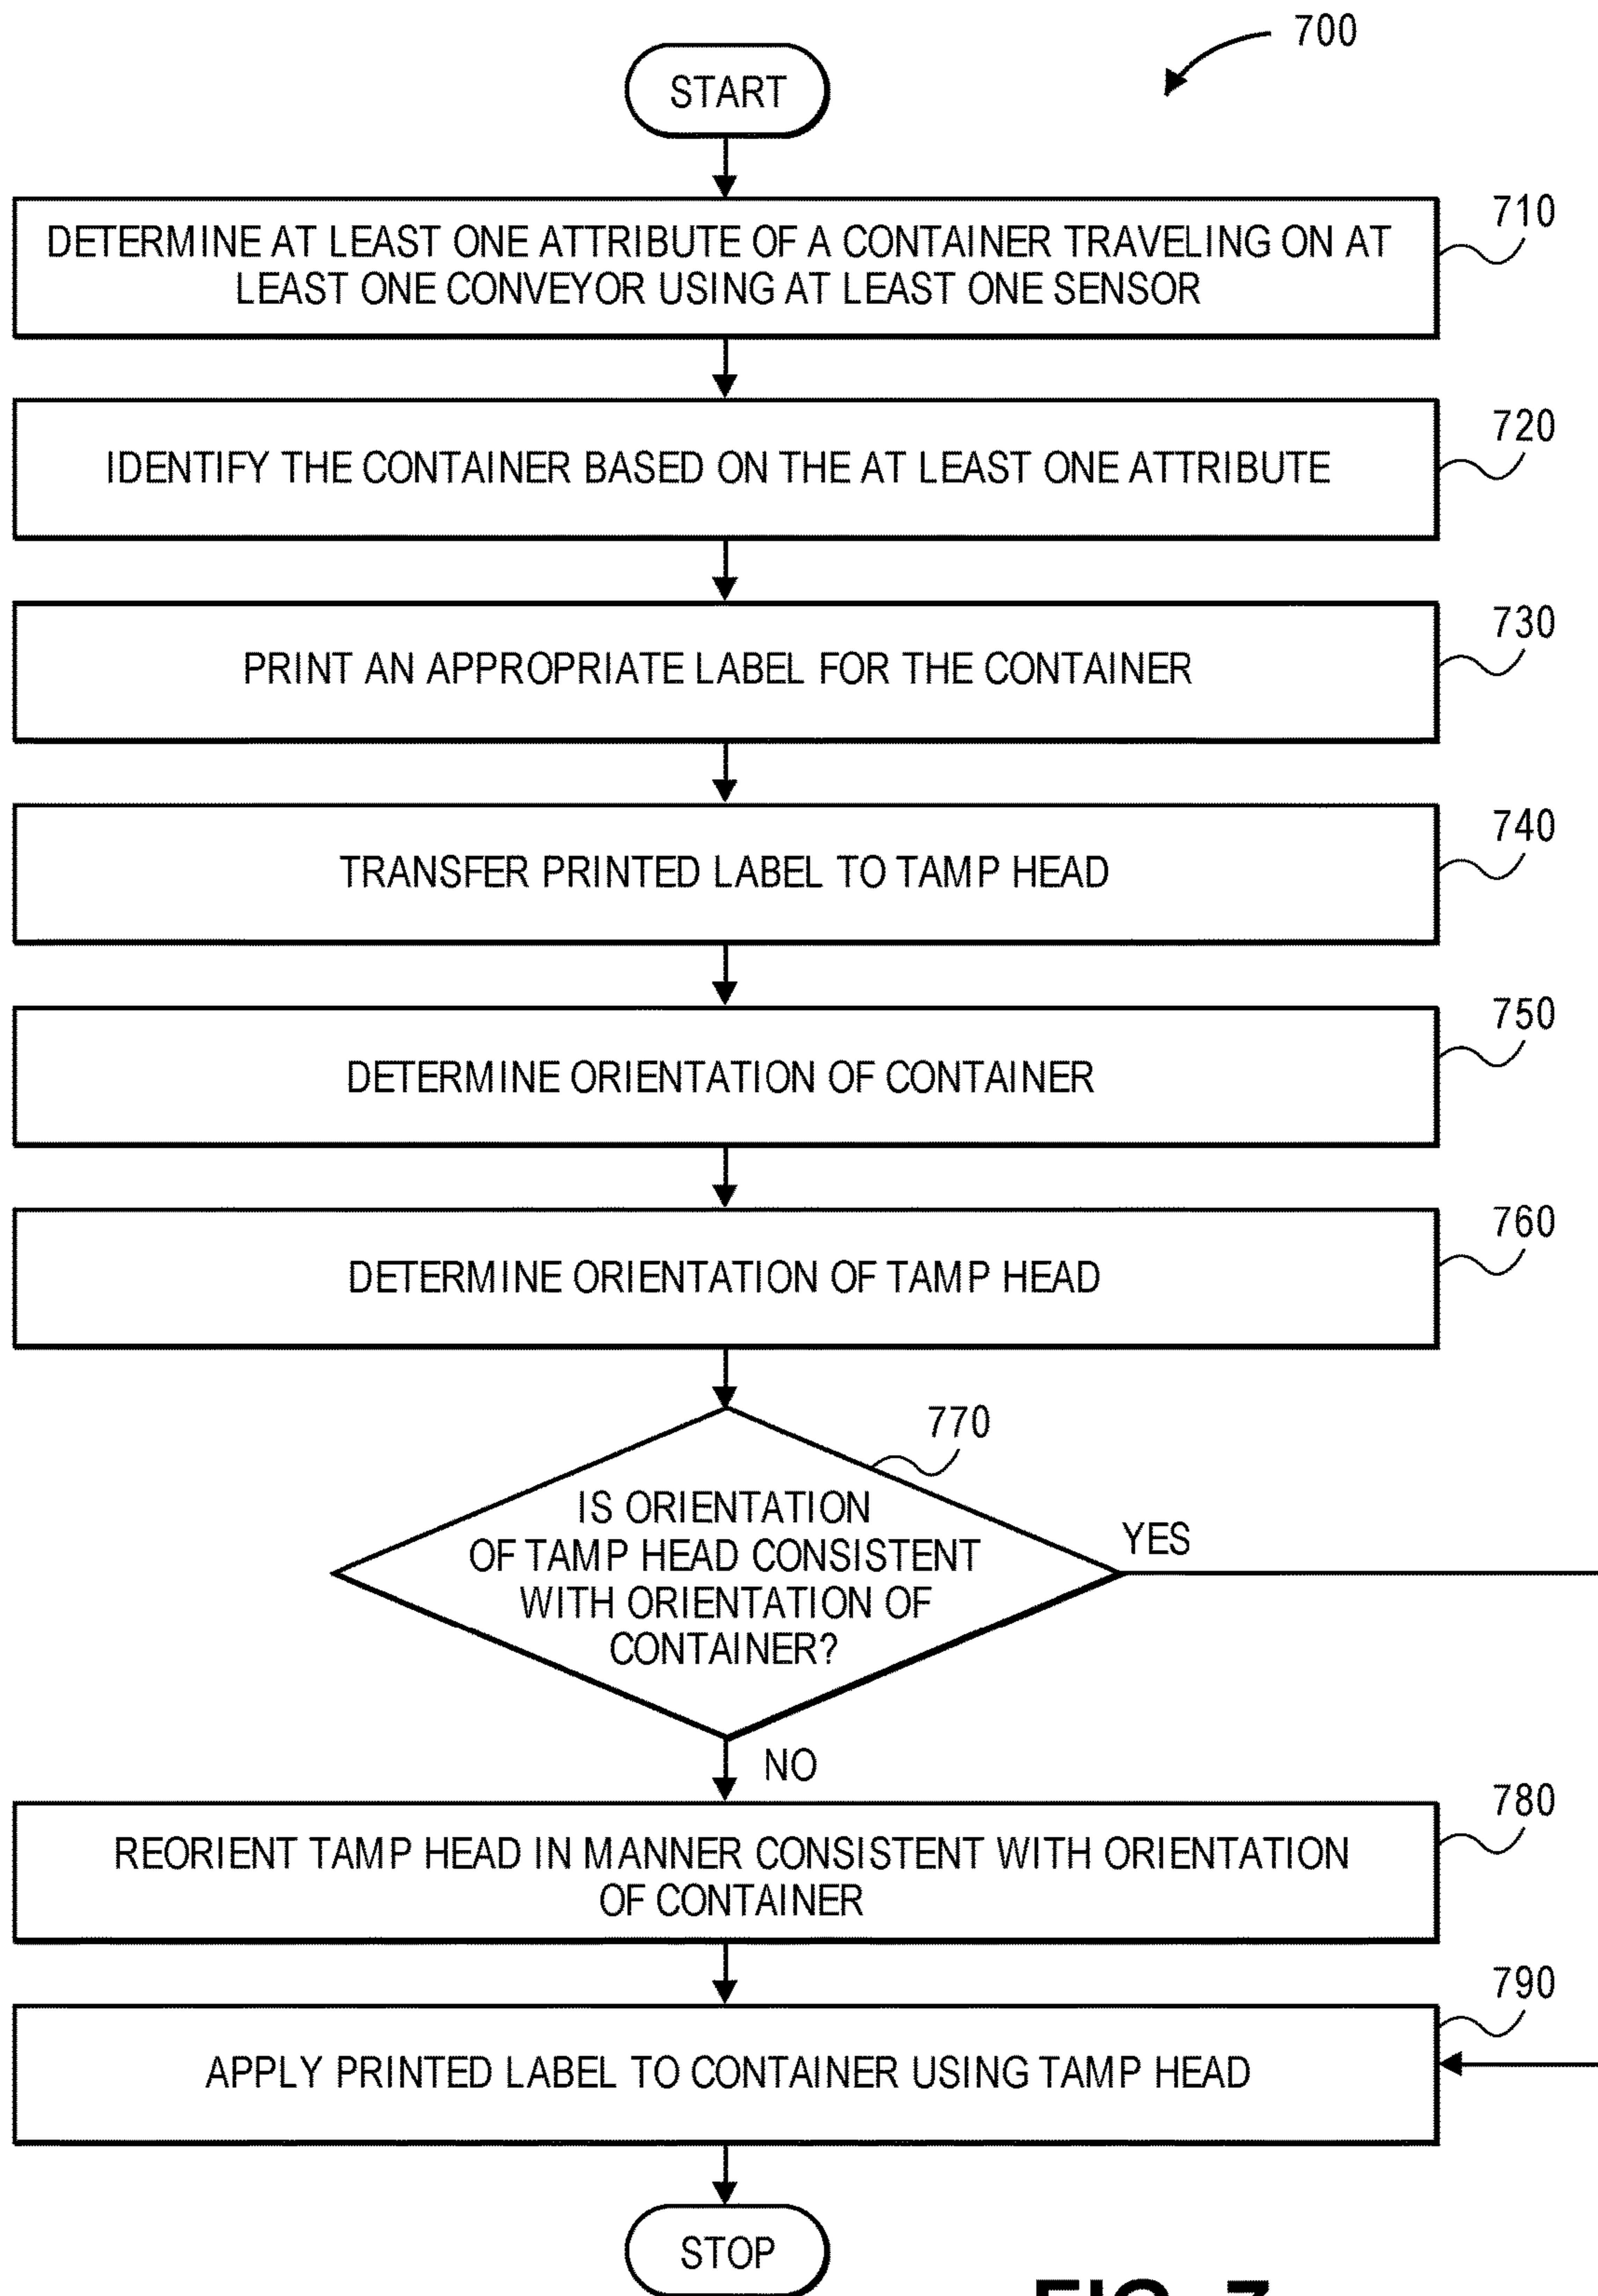 700
START
710
DETERMINE AT LEAST ONE ATTRIBUTE OF A CONTAINER TRAVELING ON AT
LEAST ONE CONVEYOR USING AT LEAST ONE SENSOR
720
IDENTIFY THE CONTAINER BASED ON THE AT LEAST ONE ATTRIBUTE
730
PRINT AN APPROPRIATE LABEL FOR THE CONTAINER
740
TRANSFER PRINTED LABEL TO TAMP HEAD
750
DETERMINE ORIENTATION OF CONTAINER
760
DETERMINE ORIENTATION OF TAMP HEAD
770
IS ORIENTATION
OF TAMP HEAD CONSISTENT
WITH ORIENTATION OF
CONTAINER?
YES
NO
780
REORIENT TAMP HEAD IN MANNER CONSISTENT WITH ORIENTATION
OF CONTAINER
790
APPLY PRINTED LABEL TO CONTAINER USING TAMP HEAD
STOP